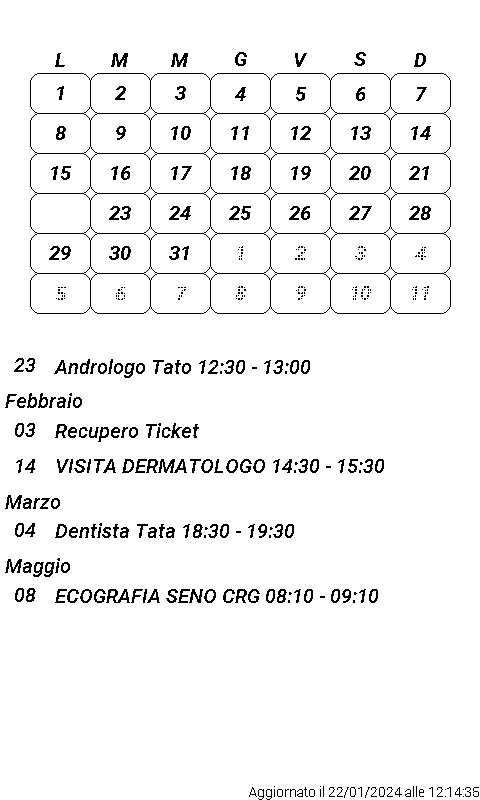 L M M G V S D
1 2 3 4 5 6 7
8 9 10 11 12 13 14
15 16 17 18 19 20 21
23 24 25 26 27 28
29 30 31 1 2 3 4
5 6 7 8 9 10 11
23 Andrologo Tato 12:30 - 13:00
Febbraio
03 Recupero Ticket
14 VISITA DERMATOLOGO 14:30 - 15:30
Marzo
04 Dentista Tata 18:30 - 19:30
Maggio
08 ECOGRAFIA SENO CRG 08:10 - 09:10
Aggiornato il 22/01/2024 alle 12:14:35